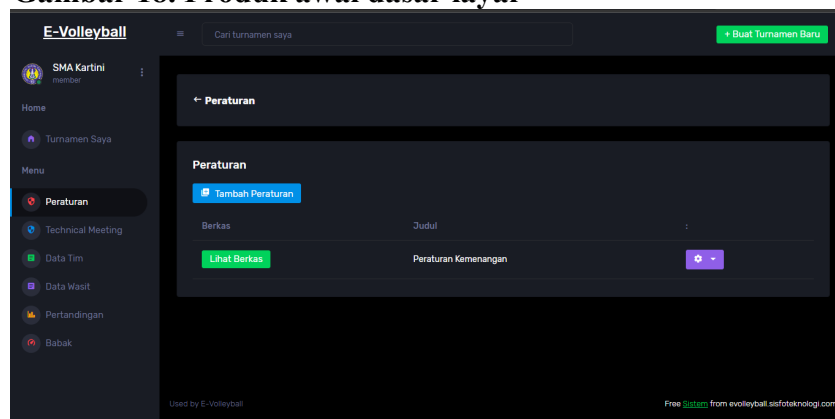 Gambar 18. Produk awal dasar layar
E-Volleyball
Cari turnamen saya
+ Buat Turnamen Baru
SMA Kartini
member
Home
Turnamen Saya
Menu
Peraturan
Technical Meeting
Data Tim
Data Wasit
Pertandingan
Babak
← Peraturan
Peraturan
Tambah Peraturan
Berkas Judul :
Lihat Berkas Peraturan Kemenangan
Used by E-Volleyball
Free Sistem from evolleyball.sisfoteknologi.com